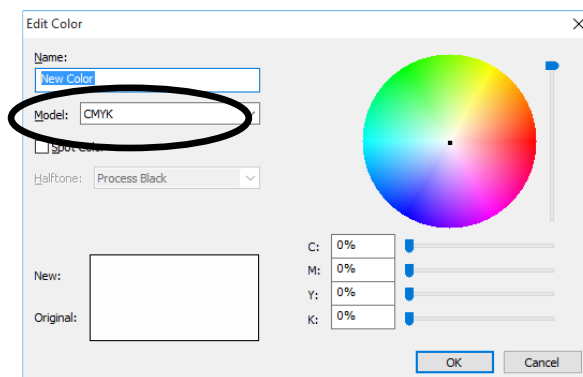 Edit Color
Name:
New Color
Model: CMYK
Spot Color
Halftone: Process Black
New:
Original:
C: 0%
M: 0%
Y: 0%
K: 0%
OK Cancel